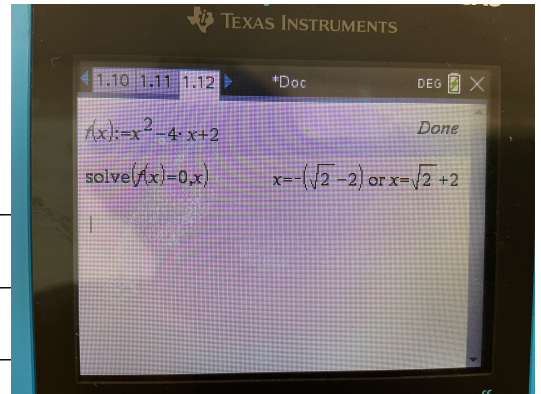 TEXAS INSTRUMENTS
1.10 1.11 1.12 *Doc DEG
f(x):=x²-4·x+2 Done
solve(f(x)=0,x) x=-(√2-2) or x=√2+2